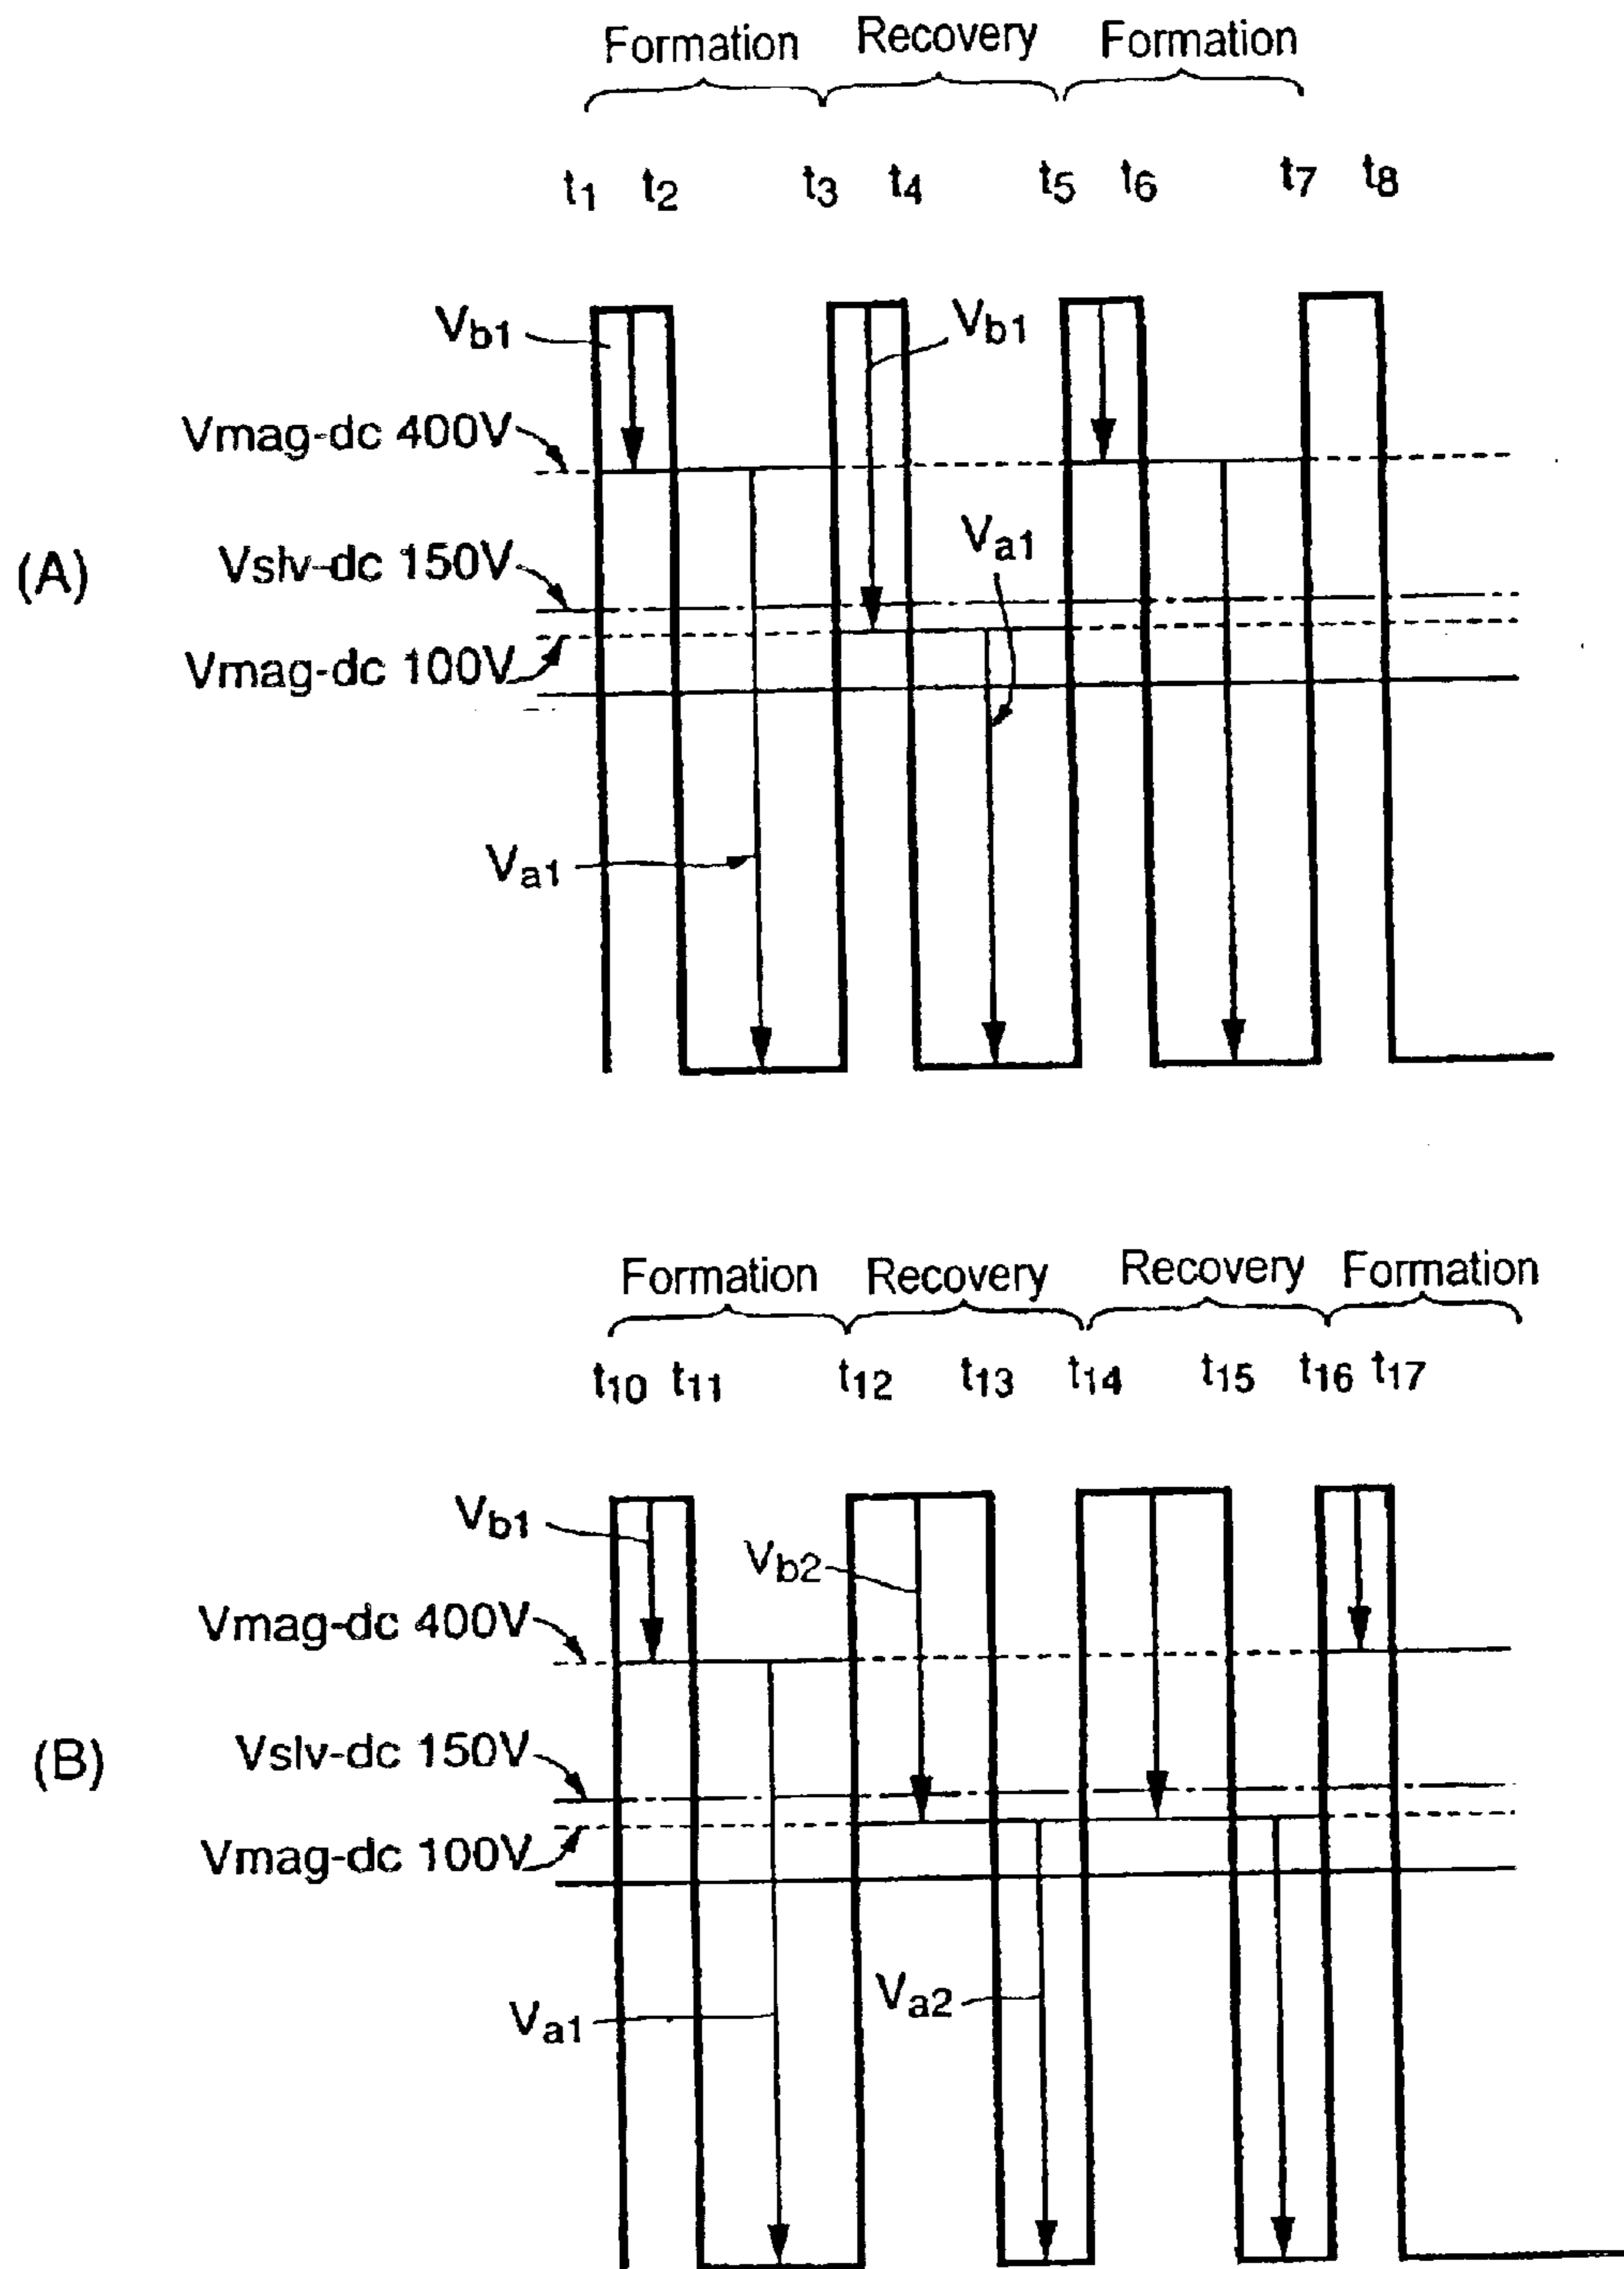 Formation Recovery Formation
t1 t2 t3 t4 t5 t6 t7 t8
Vb1 Vb1
Vmag-dc 400V
Va1
(A) Vslv-dc 150V
Vmag-dc 100V
Va1
Formation Recovery Recovery Formation
t10 t11 t12 t13 t14 t15 t16 t17
Vb1
Vb2
Vmag-dc 400V
(B) Vslv-dc 150V
Vmag-dc 100V
Va1 Va2